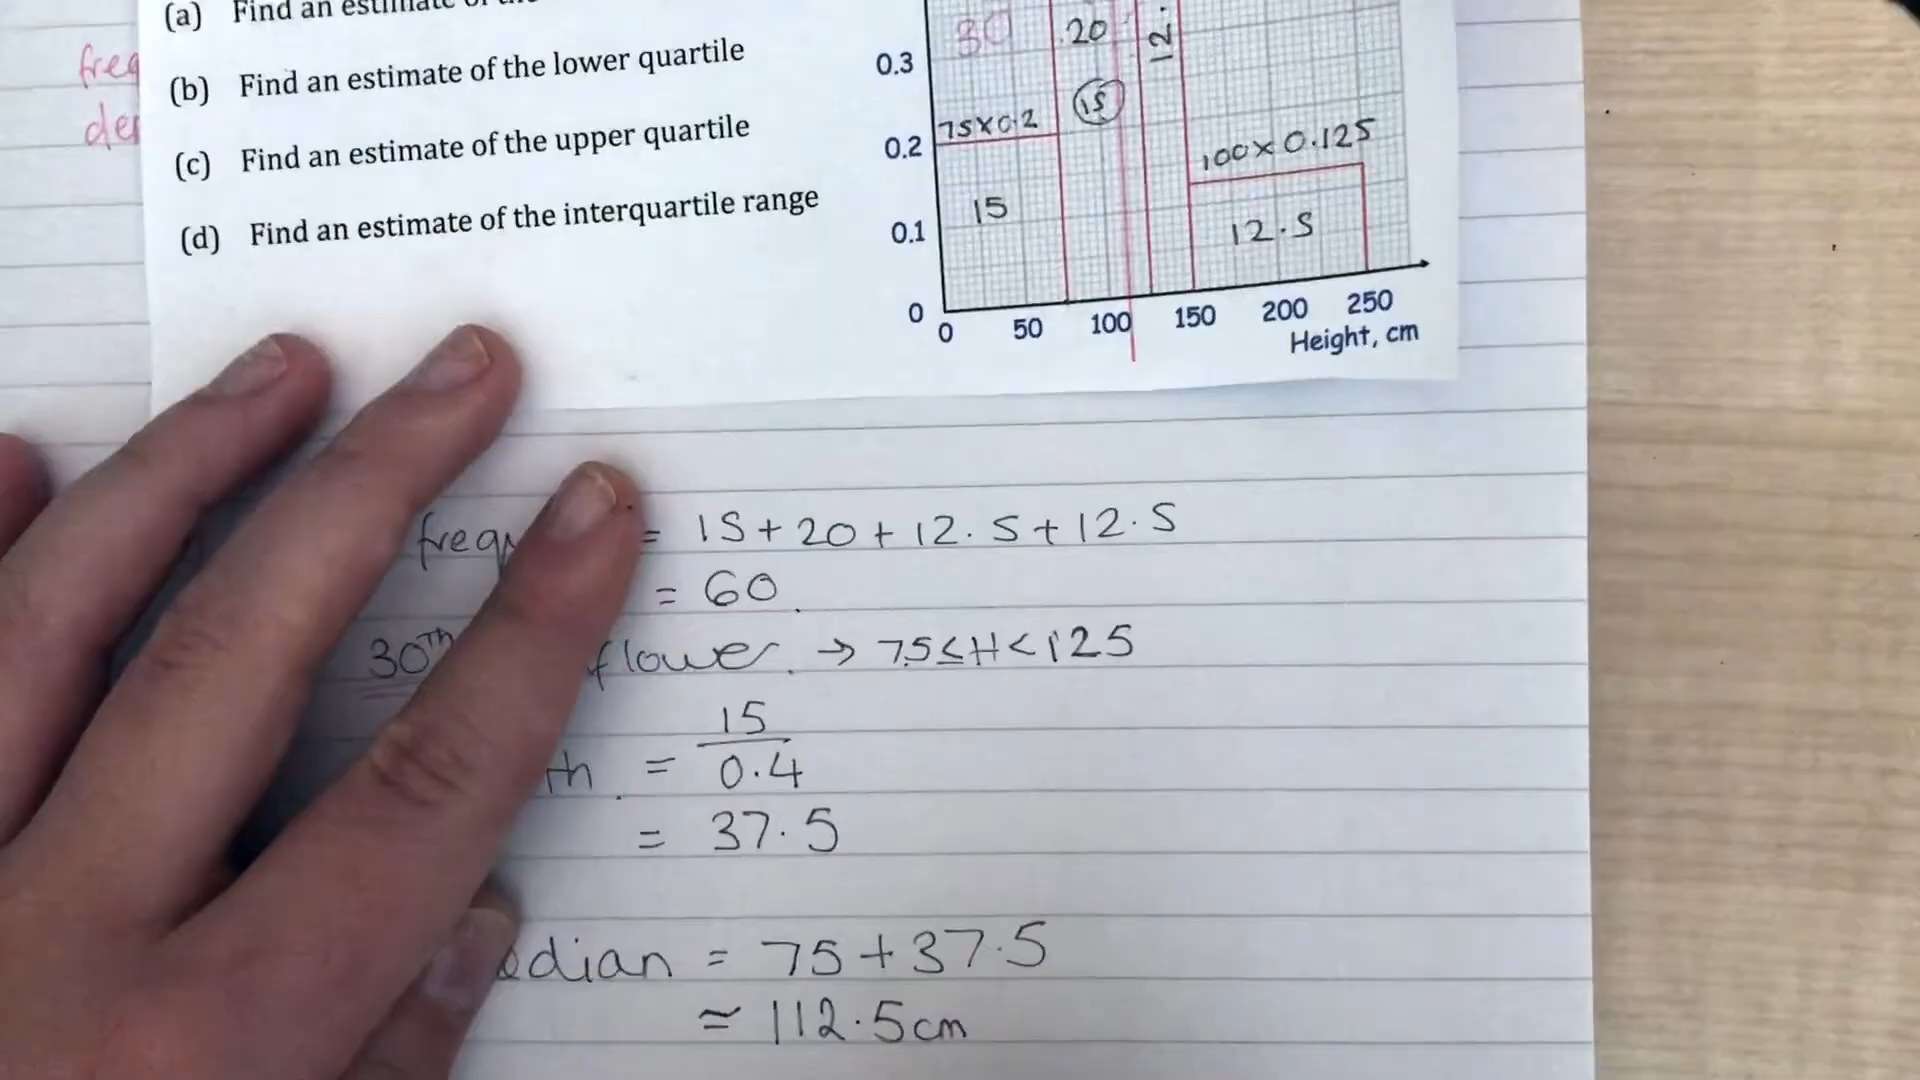 (a) Find an estimate of the
(b) Find an estimate of the lower quartile
(c) Find an estimate of the upper quartile
(d) Find an estimate of the interquartile range
freq
den
30
20
12.
0.3
15
75×0.2
0.2
100×0.125
15
0.1
12.5
0
0 50 100 150 200 250
Height, cm
frequ = 15+20+12.5+12.5
= 60
30TH flower → 75≤H<125
15
th = 0.4
= 37.5
edian = 75+37.5
≃ 112.5cm